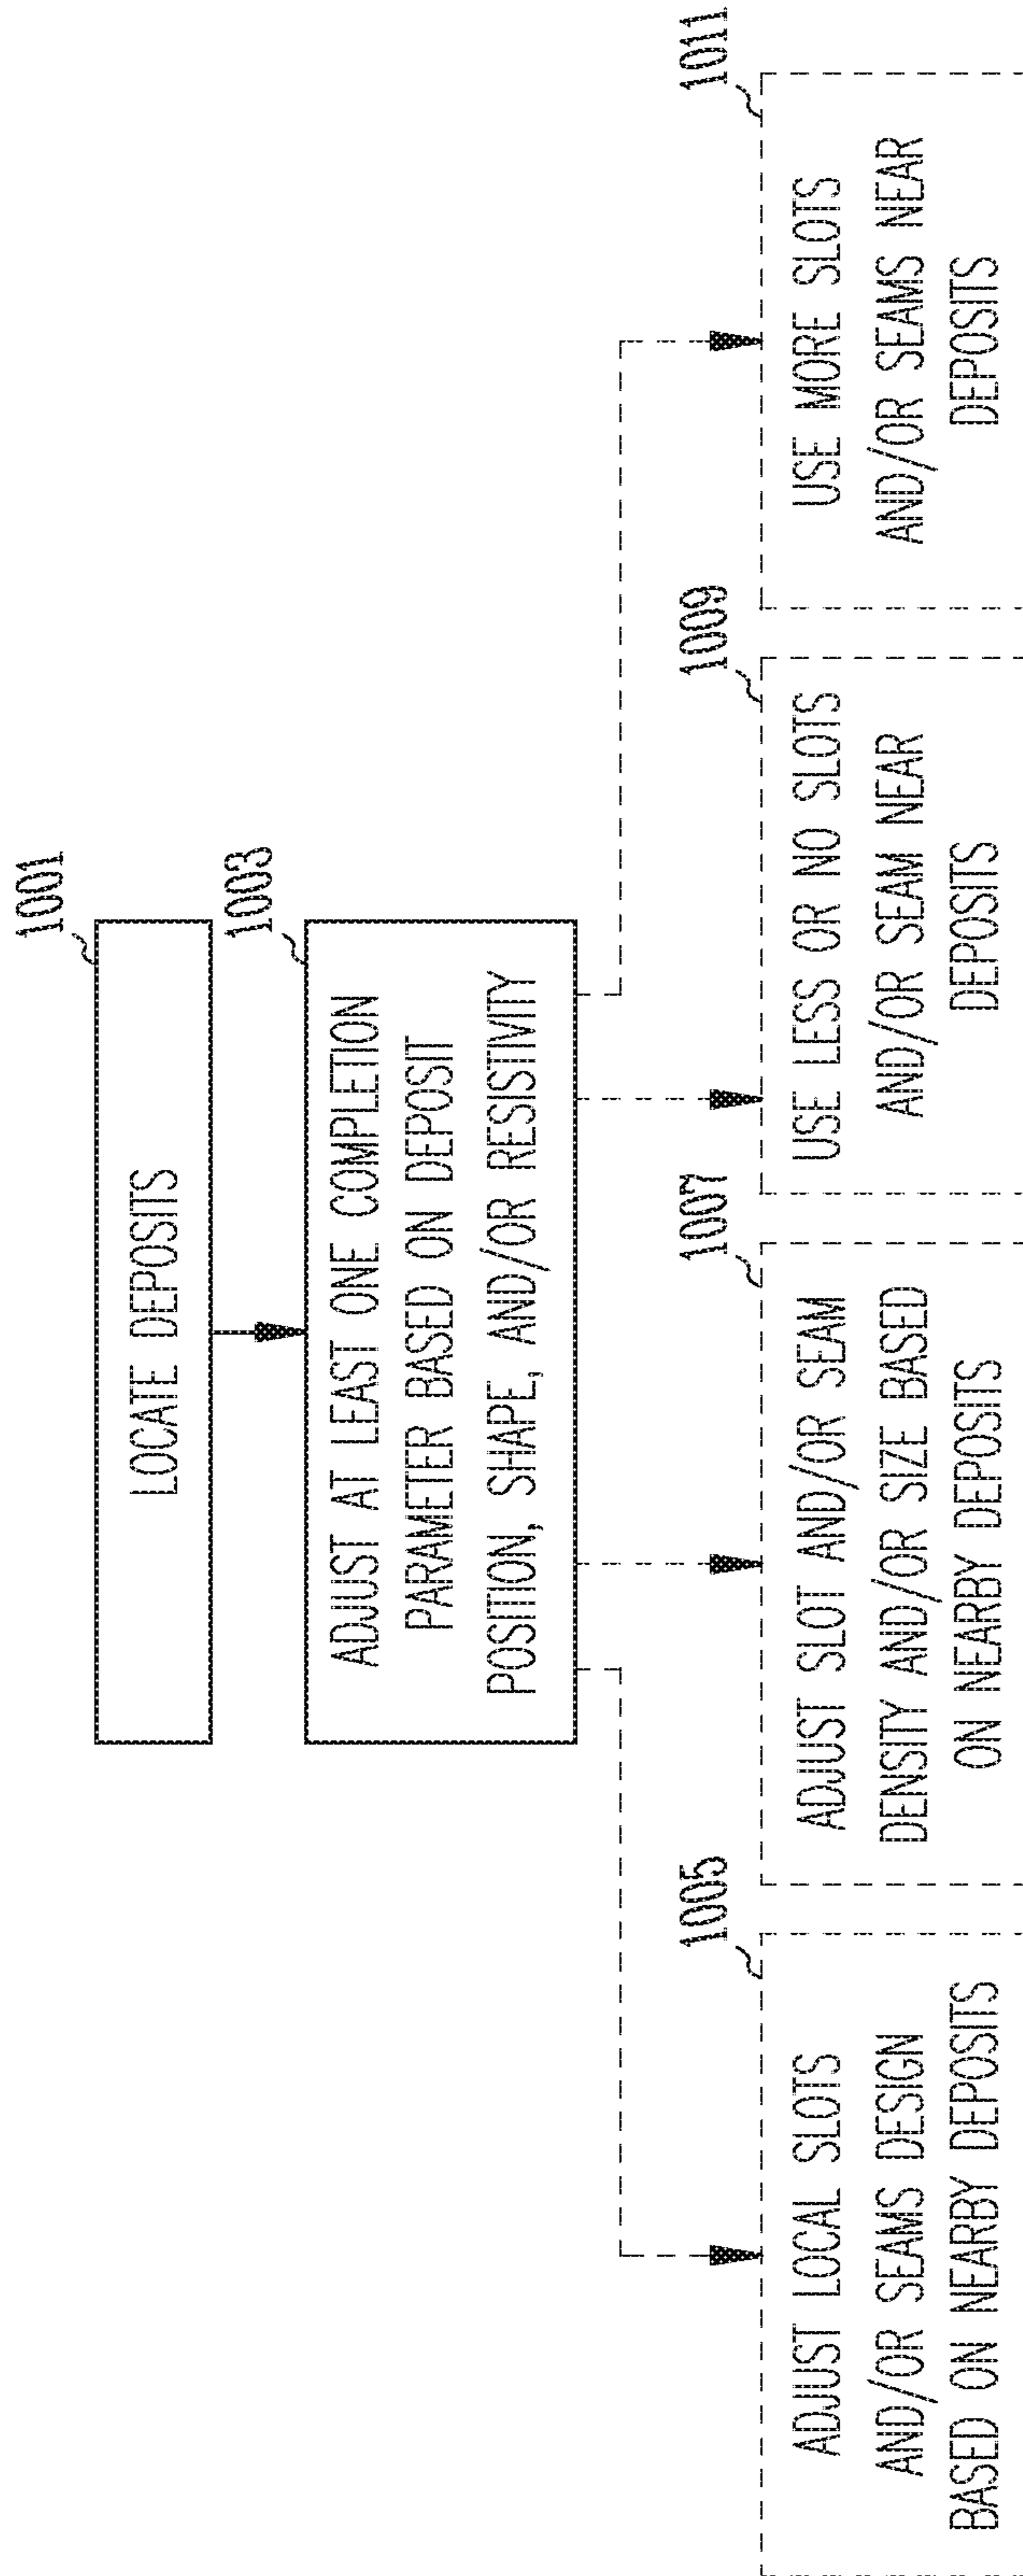 1001
LOCATE DEPOSITS
1003
ADJUST AT LEAST ONE COMPLETION
PARAMETER BASED ON DEPOSIT
POSITION, SHAPE, AND/OR RESISTIVITY
1005
ADJUST LOCAL SLOTS
AND/OR SEAMS DESIGN
BASED ON NEARBY DEPOSITS
1007
ADJUST SLOT AND/OR SEAM
DENSITY AND/OR SIZE BASED
ON NEARBY DEPOSITS
1009
USE LESS OR NO SLOTS
AND/OR SEAM NEAR
DEPOSITS
1011
USE MORE SLOTS
AND/OR SEAMS NEAR
DEPOSITS